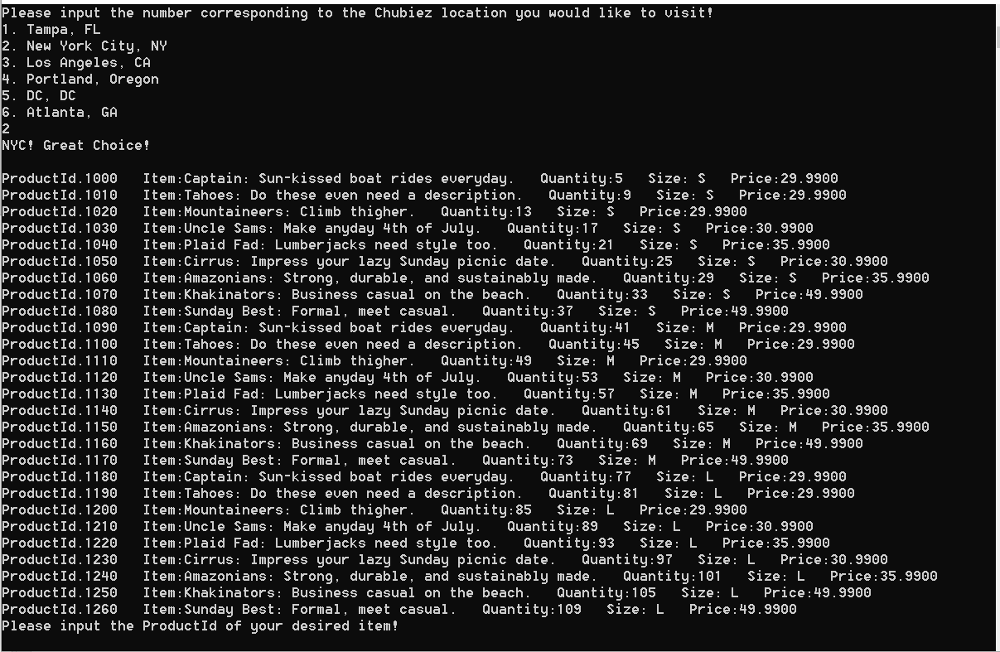 Please input the number corresponding to the Chubiez location you would like to visit!
1. Tampa, FL
2. New York City, NY
3. Los Angeles, CA
4. Portland, Oregon
5. DC, DC
6. Atlanta, GA
2
NYC! Great Choice!
ProductId.1000   Item:Captain: Sun-kissed boat rides everyday.   Quantity:5   Size: S   Price:29.9900
ProductId.1010   Item:Tahoes: Do these even need a description.   Quantity:9   Size: S   Price:29.9900
ProductId.1020   Item:Mountaineers: Climb thigher.   Quantity:13   Size: S   Price:29.9900
ProductId.1030   Item:Uncle Sams: Make anyday 4th of July.   Quantity:17   Size: S   Price:30.9900
ProductId.1040   Item:Plaid Fad: Lumberjacks need style too.   Quantity:21   Size: S   Price:35.9900
ProductId.1050   Item:Cirrus: Impress your lazy Sunday picnic date.   Quantity:25   Size: S   Price:30.9900
ProductId.1060   Item:Amazonians: Strong, durable, and sustainably made.   Quantity:29   Size: S   Price:35.9900
ProductId.1070   Item:Khakinators: Business casual on the beach.   Quantity:33   Size: S   Price:49.9900
ProductId.1080   Item:Sunday Best: Formal, meet casual.   Quantity:37   Size: S   Price:49.9900
ProductId.1090   Item:Captain: Sun-kissed boat rides everyday.   Quantity:41   Size: M   Price:29.9900
ProductId.1100   Item:Tahoes: Do these even need a description.   Quantity:45   Size: M   Price:29.9900
ProductId.1110   Item:Mountaineers: Climb thigher.   Quantity:49   Size: M   Price:29.9900
ProductId.1120   Item:Uncle Sams: Make anyday 4th of July.   Quantity:53   Size: M   Price:30.9900
ProductId.1130   Item:Plaid Fad: Lumberjacks need style too.   Quantity:57   Size: M   Price:35.9900
ProductId.1140   Item:Cirrus: Impress your lazy Sunday picnic date.   Quantity:61   Size: M   Price:30.9900
ProductId.1150   Item:Amazonians: Strong, durable, and sustainably made.   Quantity:65   Size: M   Price:35.9900
ProductId.1160   Item:Khakinators: Business casual on the beach.   Quantity:69   Size: M   Price:49.9900
ProductId.1170   Item:Sunday Best: Formal, meet casual.   Quantity:73   Size: M   Price:49.9900
ProductId.1180   Item:Captain: Sun-kissed boat rides everyday.   Quantity:77   Size: L   Price:29.9900
ProductId.1190   Item:Tahoes: Do these even need a description.   Quantity:81   Size: L   Price:29.9900
ProductId.1200   Item:Mountaineers: Climb thigher.   Quantity:85   Size: L   Price:29.9900
ProductId.1210   Item:Uncle Sams: Make anyday 4th of July.   Quantity:89   Size: L   Price:30.9900
ProductId.1220   Item:Plaid Fad: Lumberjacks need style too.   Quantity:93   Size: L   Price:35.9900
ProductId.1230   Item:Cirrus: Impress your lazy Sunday picnic date.   Quantity:97   Size: L   Price:30.9900
ProductId.1240   Item:Amazonians: Strong, durable, and sustainably made.   Quantity:101   Size: L   Price:35.9900
ProductId.1250   Item:Khakinators: Business casual on the beach.   Quantity:105   Size: L   Price:49.9900
ProductId.1260   Item:Sunday Best: Formal, meet casual.   Quantity:109   Size: L   Price:49.9900
Please input the ProductId of your desired item!